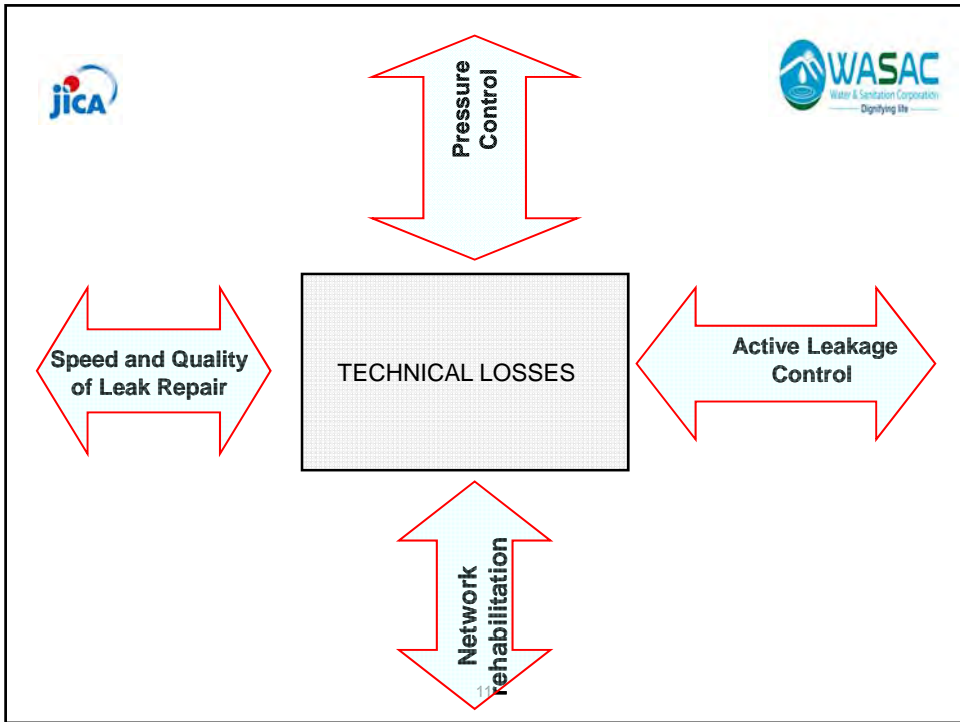 jica
WASAC
Water & Sanitation Corporation
Dignifying life
Pressure
Control
Speed and Quality
of Leak Repair
TECHNICAL LOSSES
Active Leakage
Control
Network
rehabilitation